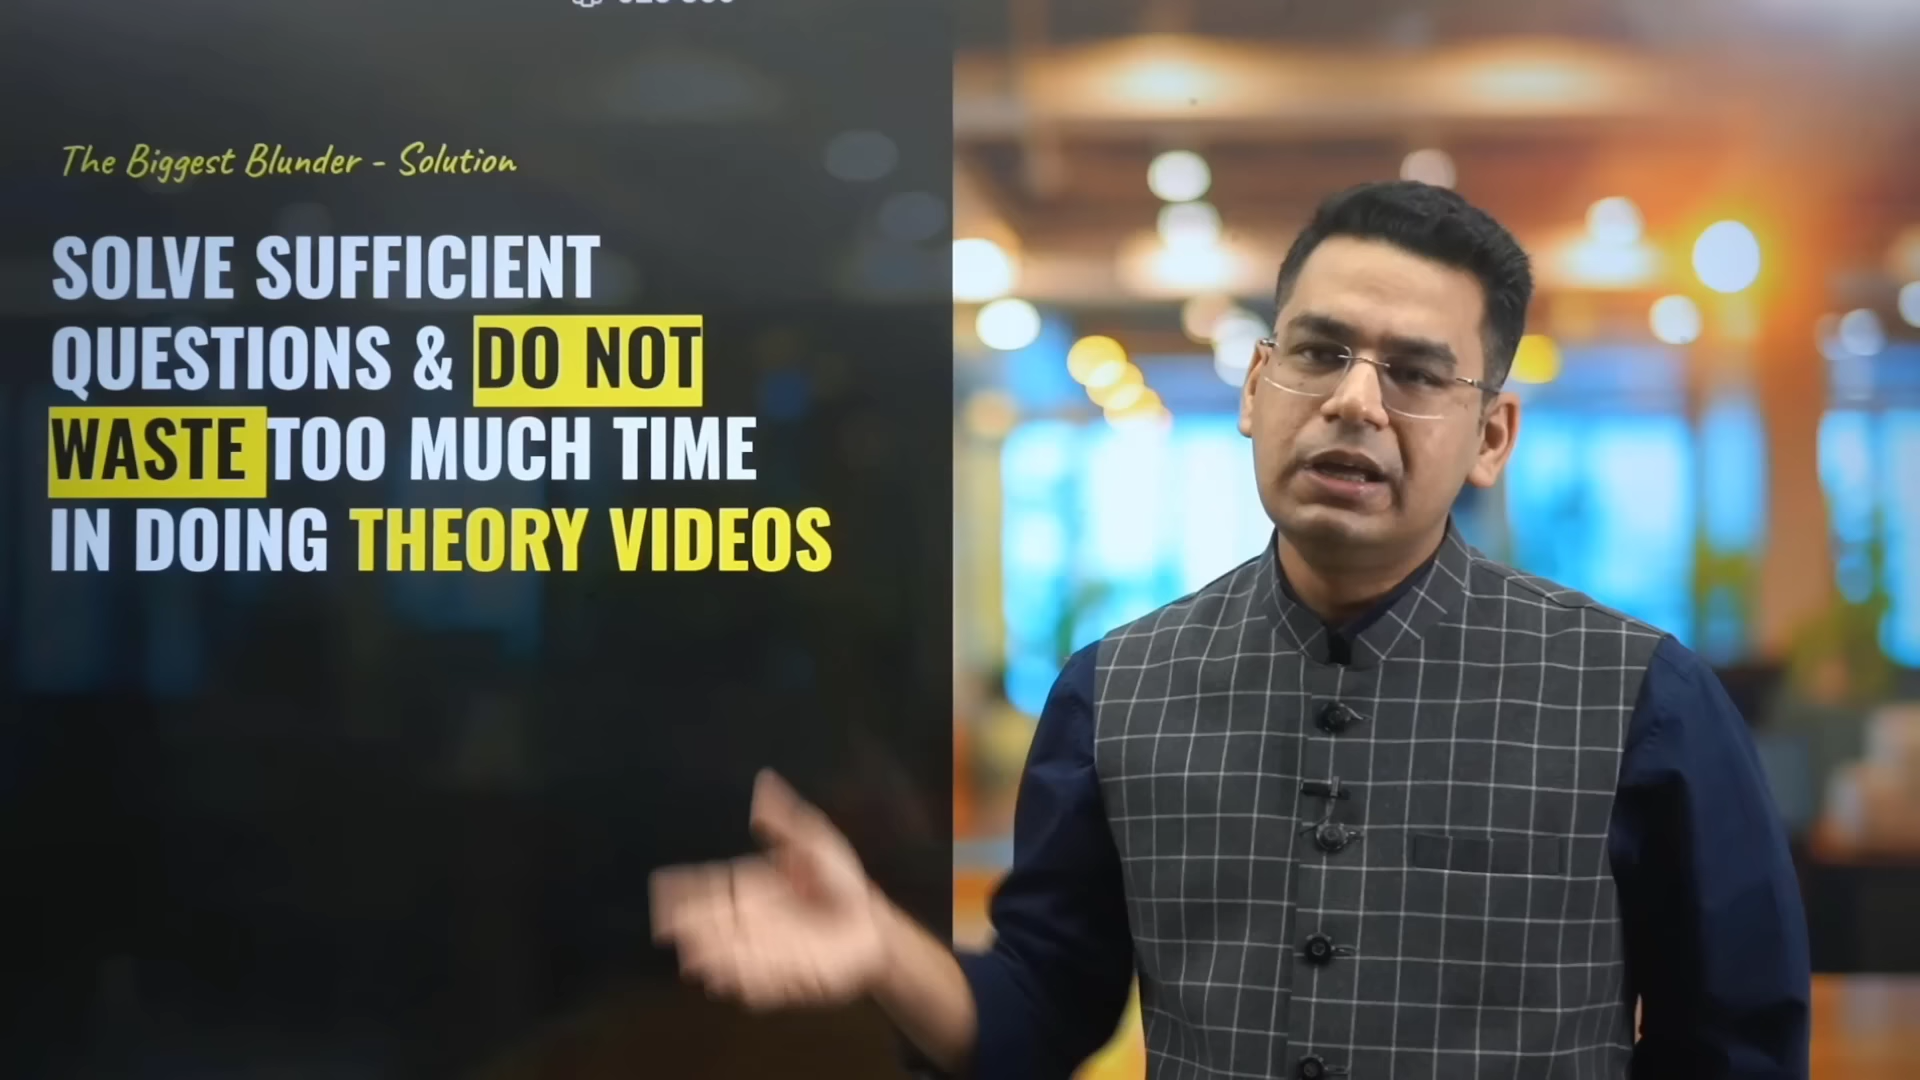 The Biggest Blunder - Solution
SOLVE SUFFICIENT
QUESTIONS & DO NOT
WASTE TOO MUCH TIME
IN DOING THEORY VIDEOS